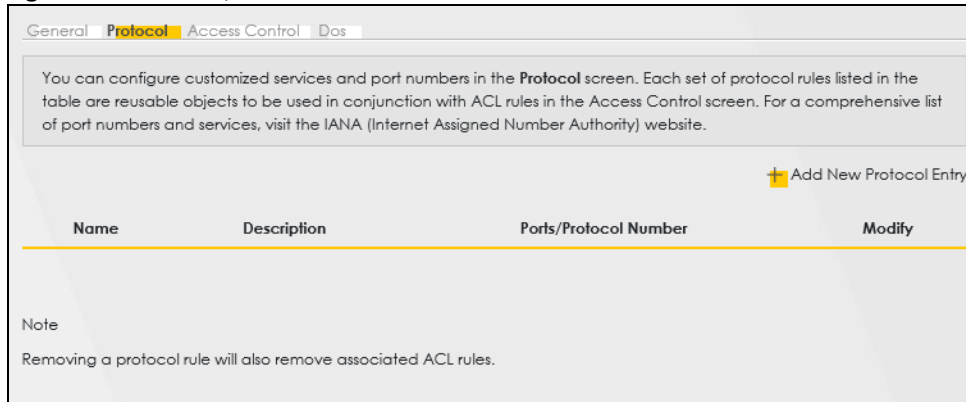 General Protocol Access Control Dos
You can configure customized services and port numbers in the Protocol screen. Each set of protocol rules listed in the
table are reusable objects to be used in conjunction with ACL rules in the Access Control screen. For a comprehensive list
of port numbers and services, visit the IANA (Internet Assigned Number Authority) website.
+ Add New Protocol Entry
Name Description Ports/Protocol Number Modify
Note
Removing a protocol rule will also remove associated ACL rules.